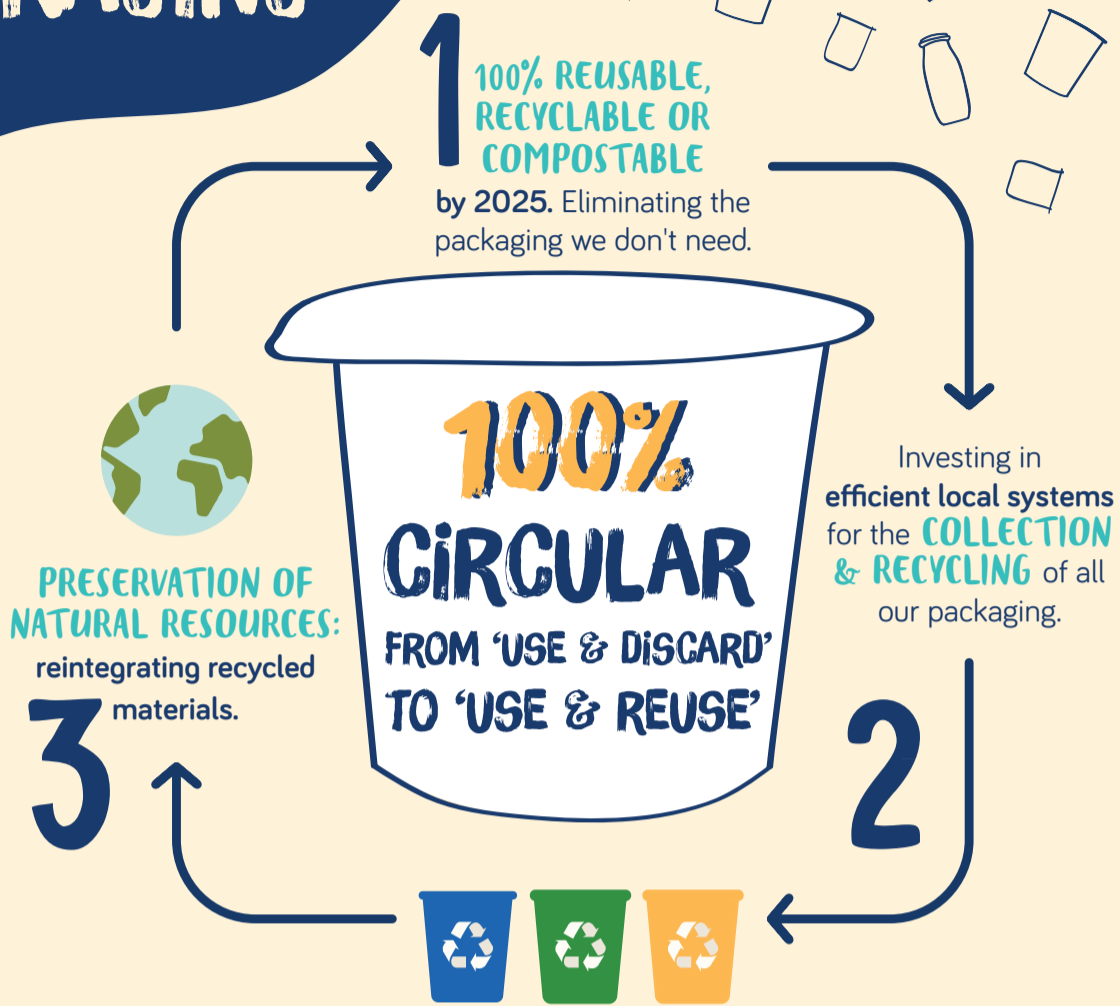 1
100% REUSABLE,
RECYCLABLE OR
COMPOSTABLE
by 2025. Eliminating the
packaging we don't need.
100%
CiRCULAR
FROM ‘USE & DiSCARD’
TO ‘USE & REUSE’
Investing in
efficient local systems
for the COLLECTION
& RECYCLING of all
our packaging.
2
PRESERVATION OF
NATURAL RESOURCES:
reintegrating recycled
materials.
3